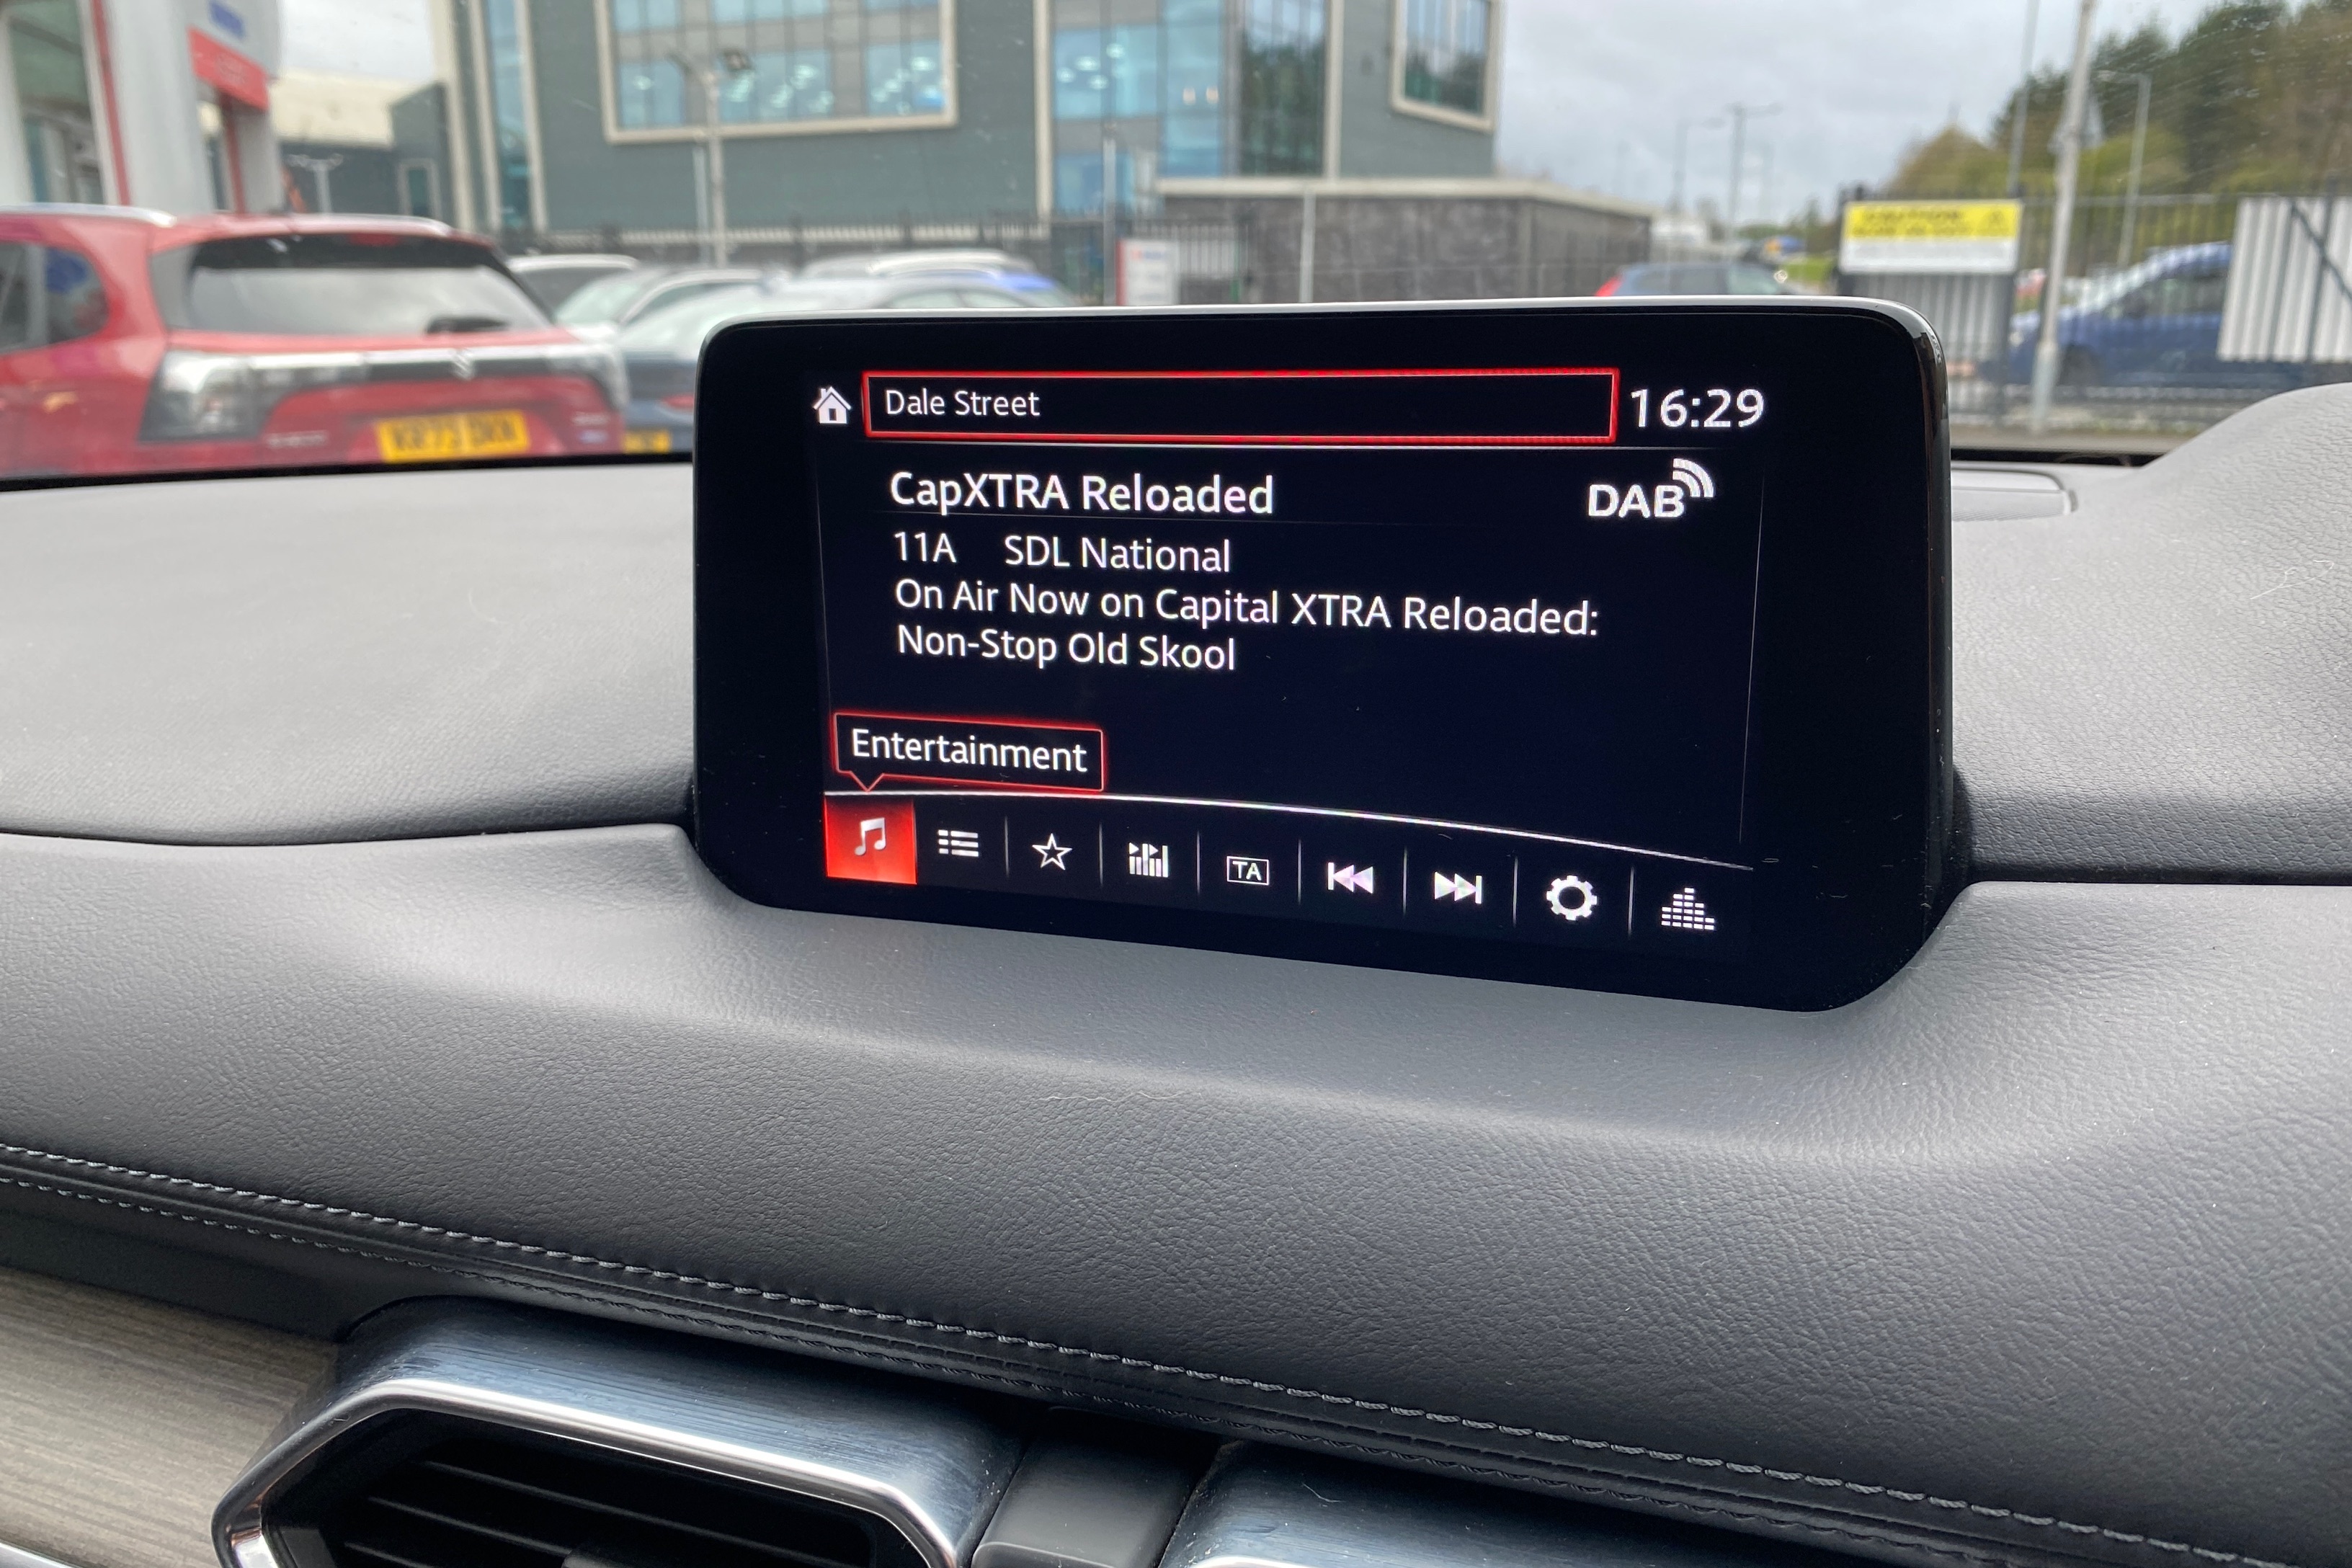 Dale Street
16:29
CapXTRA Reloaded
DAB
11A SDL National
On Air Now on Capital XTRA Reloaded:
Non-Stop Old Skool
Entertainment
TA
CAUTION